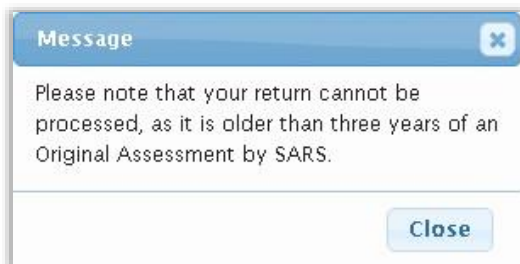 Message
Please note that your return cannot be
processed, as it is older than three years of an
Original Assessment by SARS.
Close